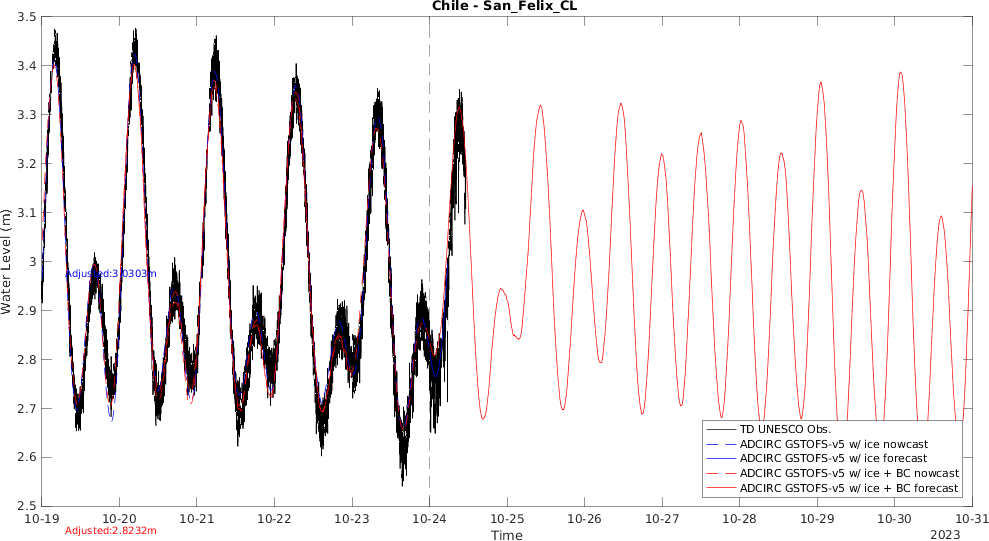 Chile - San_Felix_CL
3.5
3.4
3.3
3.2
3.1
3
2.9
2.8
2.7
2.6
2.5
Water Level (m)
Adjusted:3.0303m
TD UNESCO Obs.
ADCIRC GSTOFS-v5 w/ ice nowcast
ADCIRC GSTOFS-v5 w/ ice forecast
ADCIRC GSTOFS-v5 w/ ice + BC nowcast
ADCIRC GSTOFS-v5 w/ ice + BC forecast
10-19 10-20 10-21 10-22 10-23 10-24 10-25 10-26 10-27 10-28 10-29 10-30 10-31
Adjusted:2.8232m
Time
2023